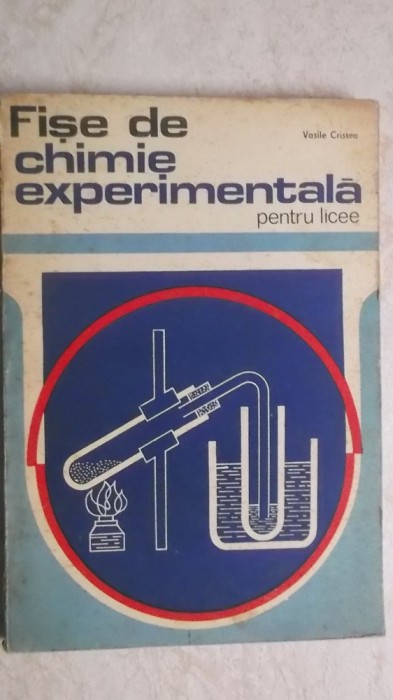 Fișe de
Vasile Cristea
chimie
experimentală
pentru licee